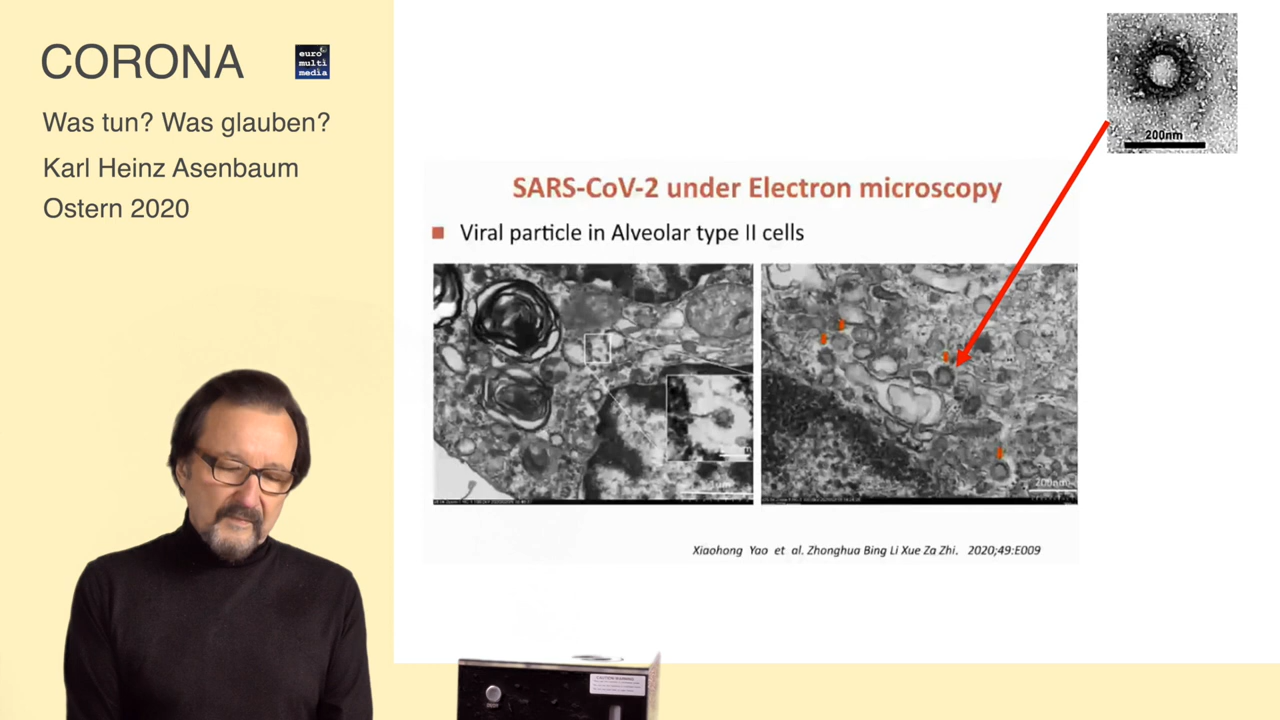 CORONA
euro
multi
media
Was tun? Was glauben?
Karl Heinz Asenbaum
Ostern 2020
200nm
SARS-CoV-2 under Electron microscopy
Viral particle in Alveolar type II cells
200nm
Xiaohong Yao et al. Zhonghua Bing Li Xue Za Zhi. 2020;49:E009